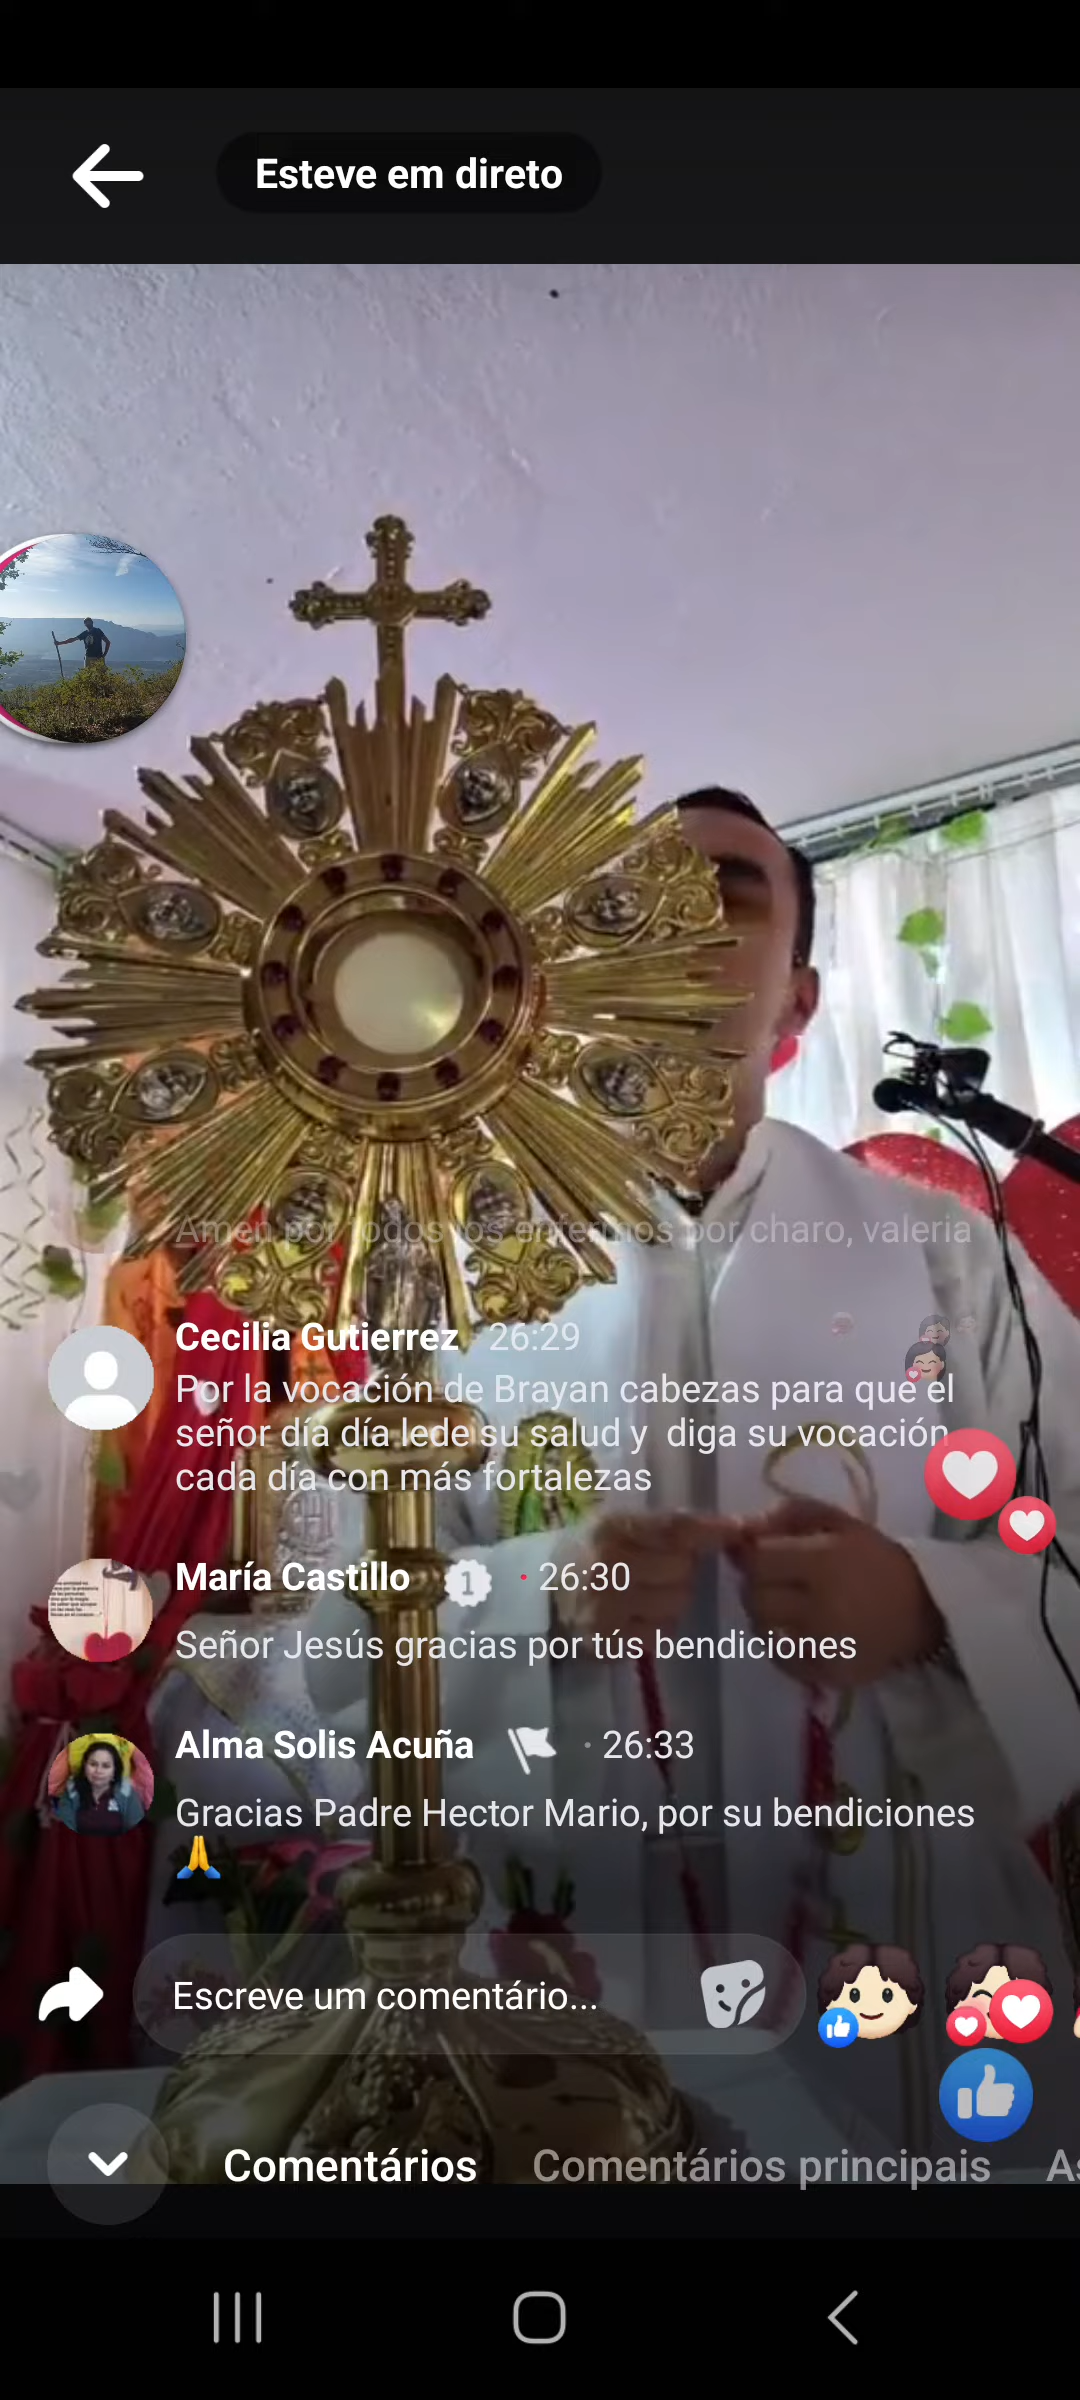 Esteve em direto
Amen por todos los enfermos por charo, valeria
Cecilia Gutierrez · 26:29
Por la vocación de Brayan cabezas para que el
señor día día lede su salud y  diga su vocación
cada día con más fortalezas
María Castillo 1 · 26:30
Señor Jesús gracias por tús bendiciones
Alma Solis Acuña · 26:33
Gracias Padre Hector Mario, por su bendiciones
🙏
Escreve um comentário...
Comentários Comentários principais